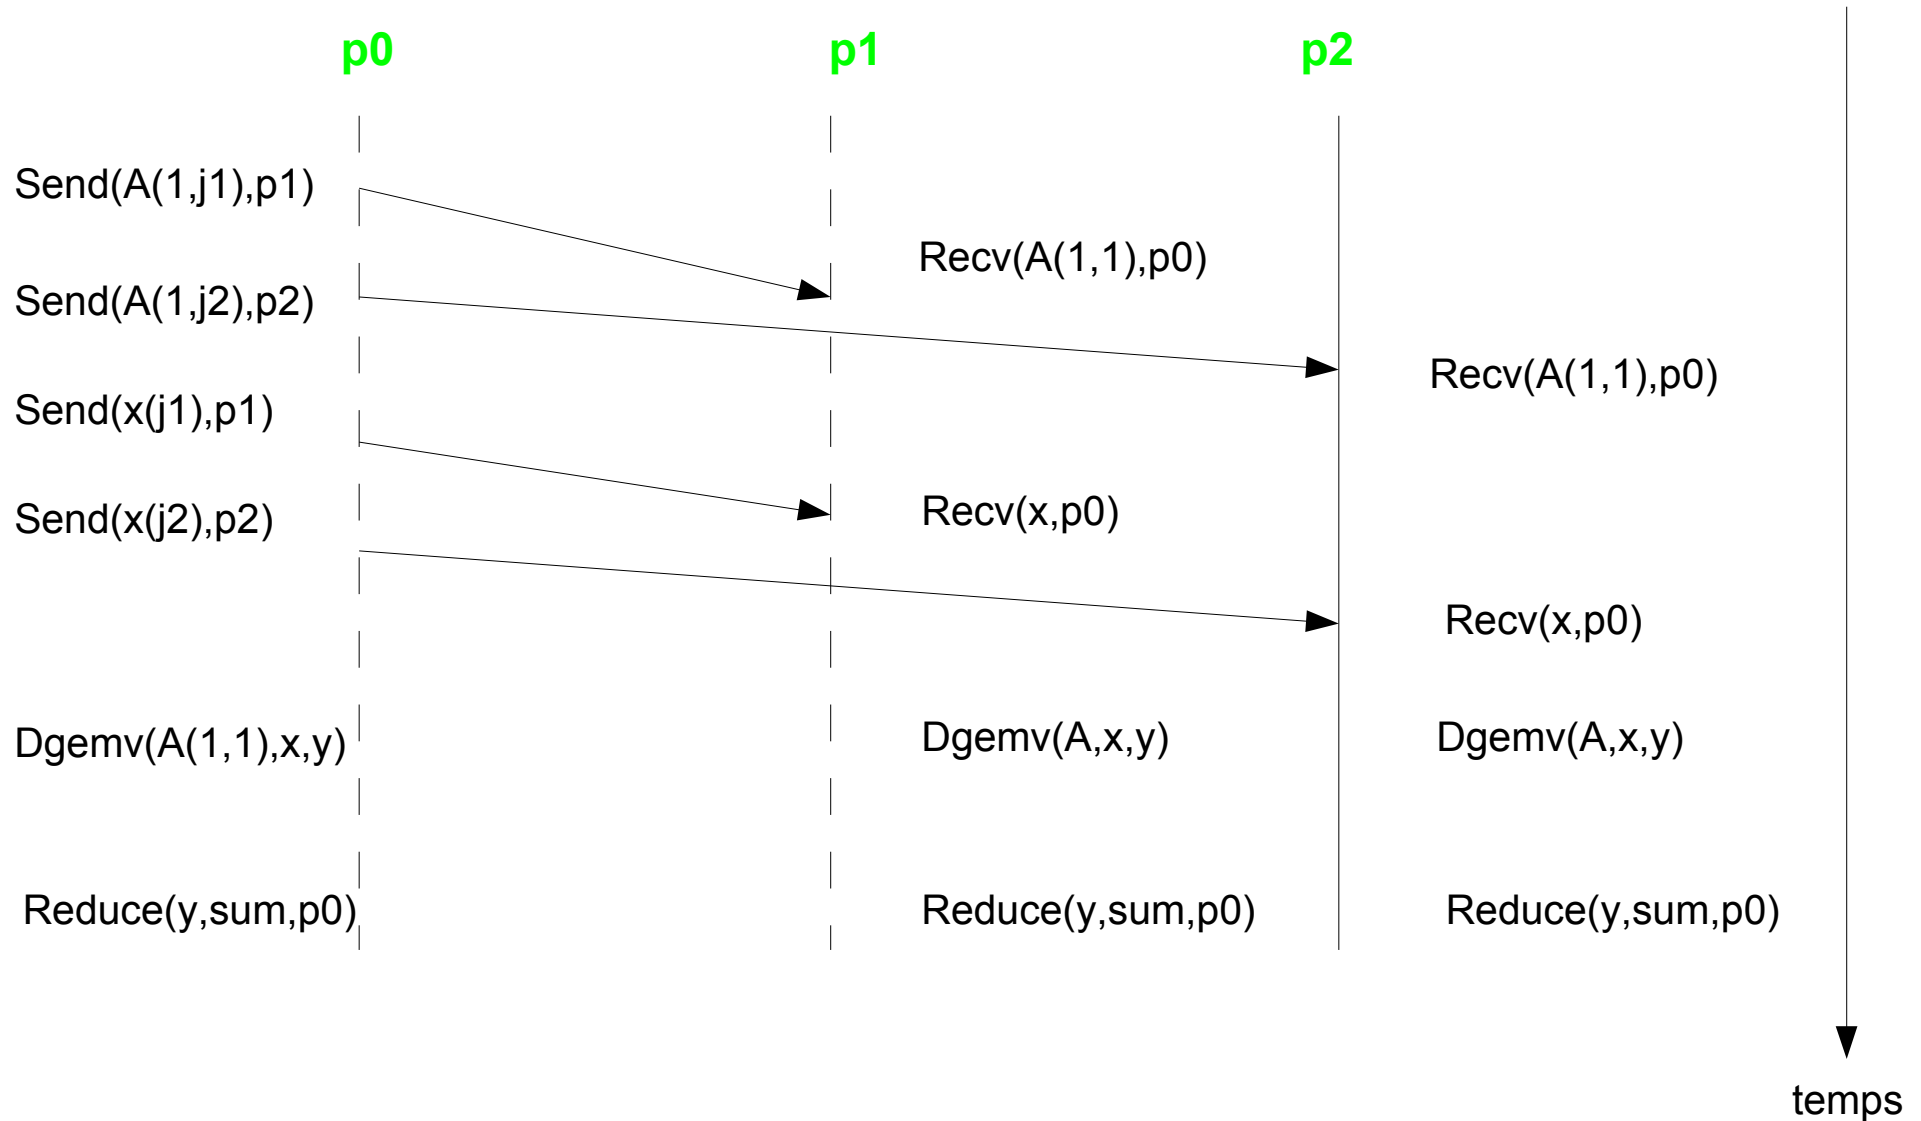 p0 p1 p2
Send(A(1,j1),p1)
Recv(A(1,1),p0)
Send(A(1,j2),p2)
Recv(A(1,1),p0)
Send(x(j1),p1)
Send(x(j2),p2)
Recv(x,p0)
Recv(x,p0)
Dgemv(A(1,1),x,y) Dgemv(A,x,y) Dgemv(A,x,y)
Reduce(y,sum,p0) Reduce(y,sum,p0) Reduce(y,sum,p0)
temps